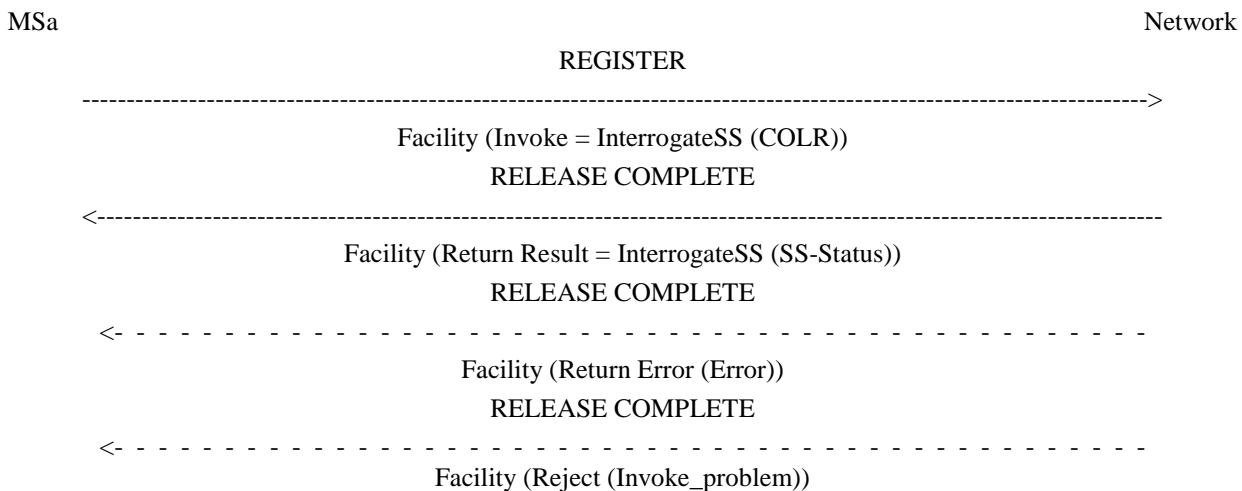 MSa Network
REGISTER
Facility (Invoke = InterrogateSS (COLR))
RELEASE COMPLETE
Facility (Return Result = InterrogateSS (SS-Status))
RELEASE COMPLETE
Facility (Return Error (Error))
RELEASE COMPLETE
Facility (Reject (Invoke_problem))